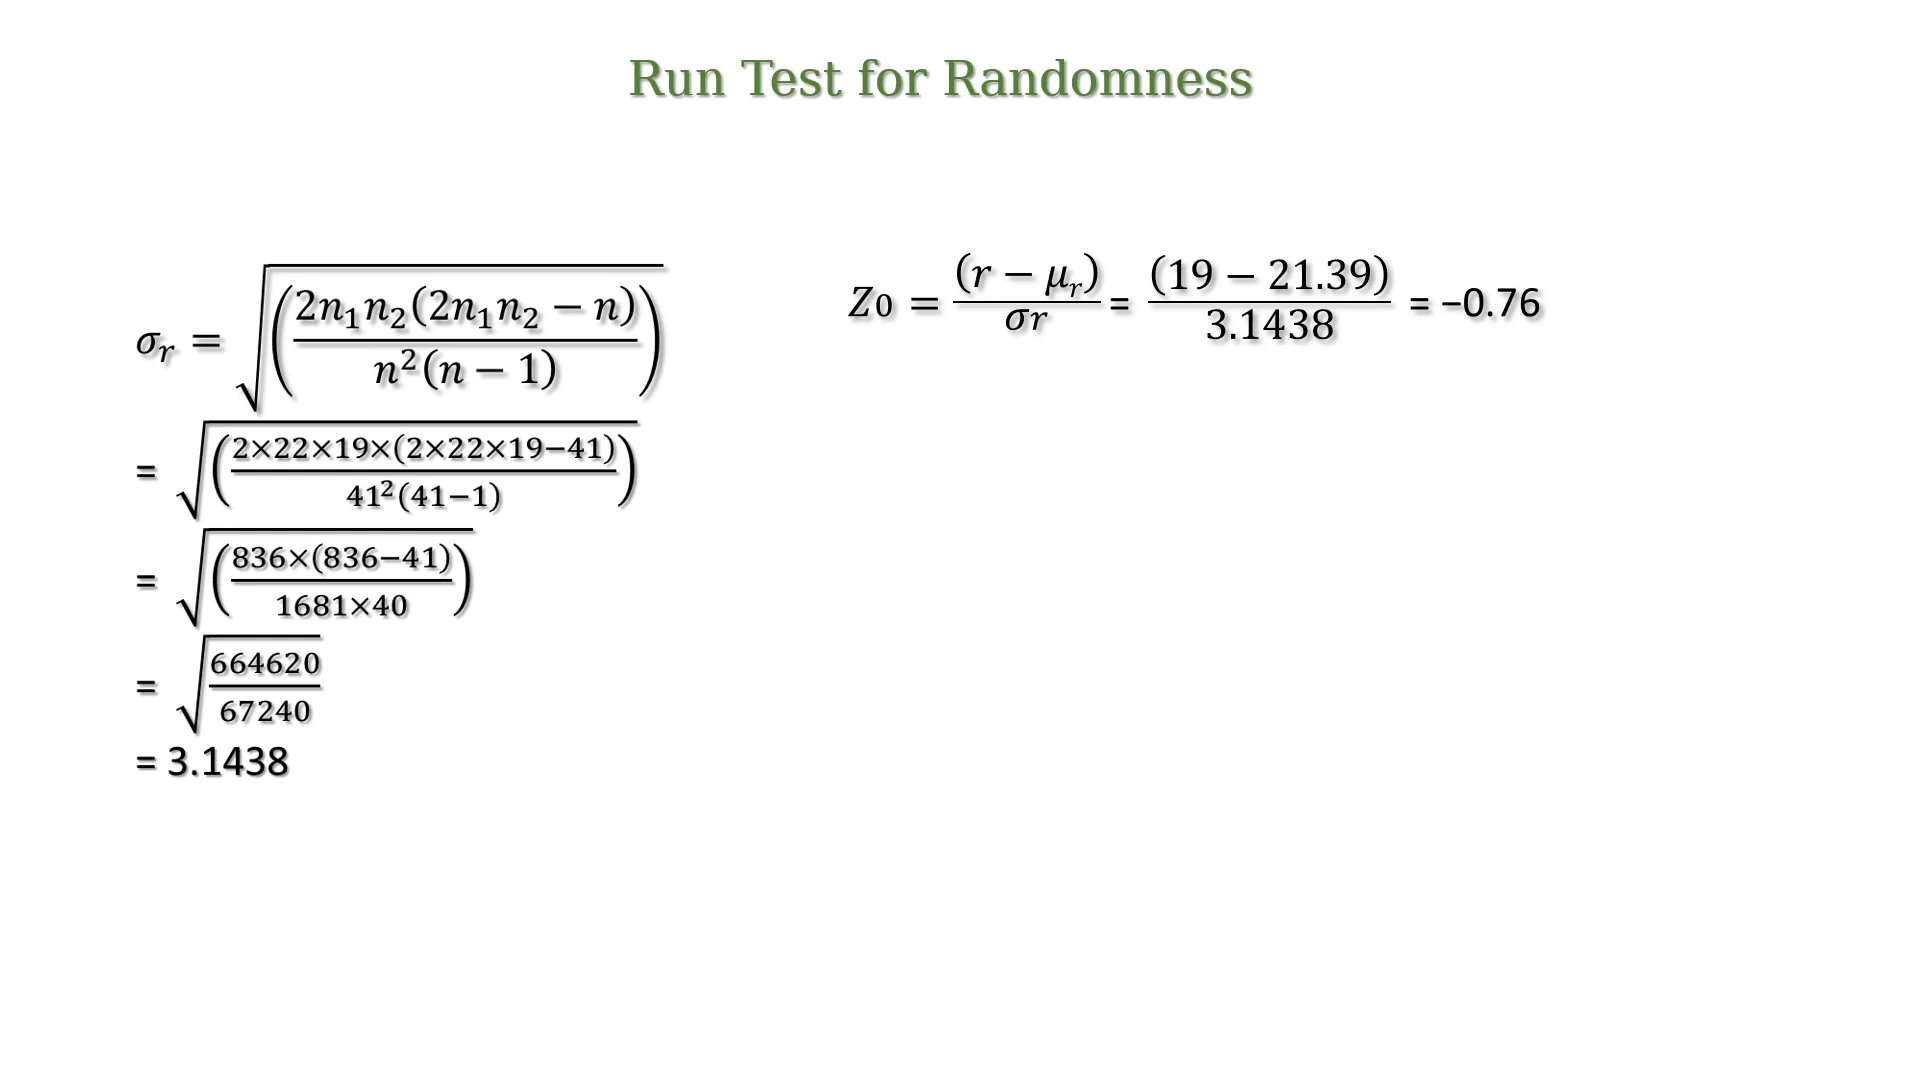 Run Test for Randomness
σᵣ = √((2n₁n₂(2n₁n₂ − n))/(n²(n − 1)))
= √((2×22×19×(2×22×19−41))/(41²(41−1)))
= √((836×(836−41))/(1681×40))
= √(664620/67240)
= 3.1438
Z0 = (r − μᵣ)/σr = (19 − 21.39)/3.1438 = −0.76